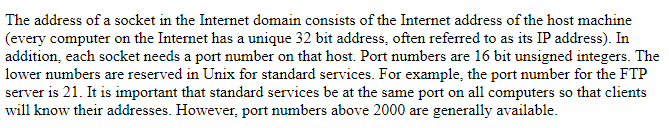 The address of a socket in the Internet domain consists of the Internet address of the host machine
(every computer on the Internet has a unique 32 bit address, often referred to as its IP address). In
addition, each socket needs a port number on that host. Port numbers are 16 bit unsigned integers. The
lower numbers are reserved in Unix for standard services. For example, the port number for the FTP
server is 21. It is important that standard services be at the same port on all computers so that clients
will know their addresses. However, port numbers above 2000 are generally available.